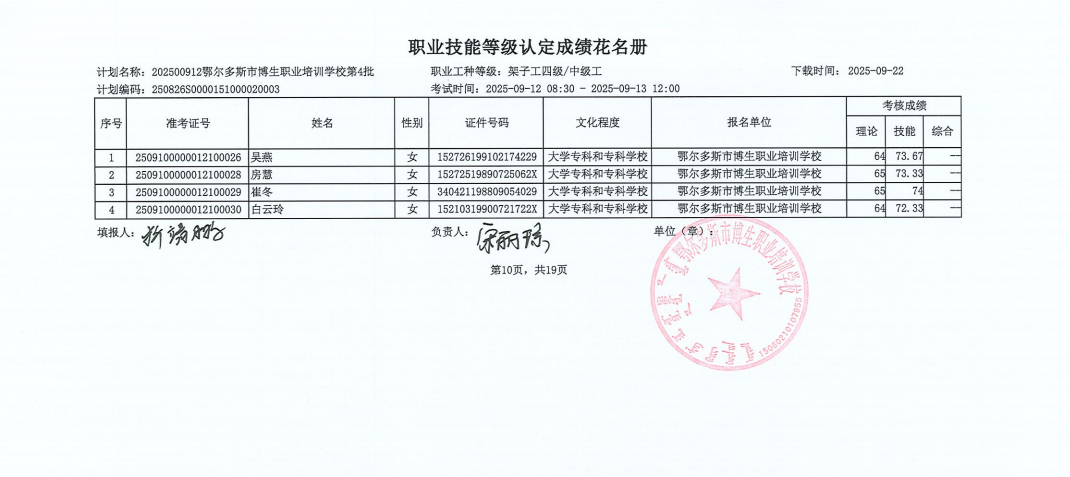 职业技能等级认定成绩花名册
计划名称: 202500912鄂尔多斯市博生职业培训学校第4批 职业工种等级: 架子工四级/中级工 下载时间: 2025-09-22
计划编码: 250826S0000151000020003 考试时间: 2025-09-12 08:30 - 2025-09-13 12:00
序号 准考证号 姓名 性别 证件号码 文化程度 报名单位 考核成绩
理论 技能 综合
1 2509100000012100026 吴燕 女 152726199102174229 大学专科和专科学校 鄂尔多斯市博生职业培训学校 64 73.67 --
2 2509100000012100028 房慧 女 15272519890725062X 大学专科和专科学校 鄂尔多斯市博生职业培训学校 65 73.33 --
3 2509100000012100029 崔冬 女 340421198809054029 大学专科和专科学校 鄂尔多斯市博生职业培训学校 65 74 --
4 2509100000012100030 白云玲 女 15210319900721722X 大学专科和专科学校 鄂尔多斯市博生职业培训学校 64 72.33 --
填报人: 负责人: 单位（章）:
第10页, 共19页
鄂尔多斯市博生职业培训学校